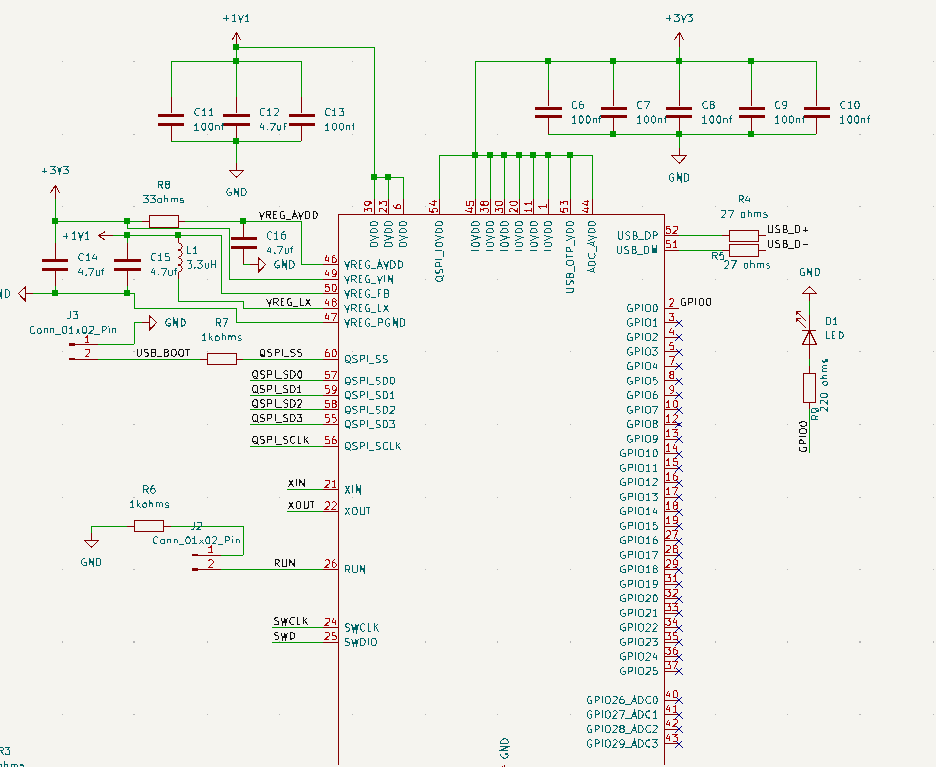 +1V1
+3V3
C11
100nf
C12
4.7uf
C13
100nf
C6
100nf
C7
100nf
C8
100nf
C9
100nf
C10
100nf
GND
GND
+3V3
R8
33ohms
VREG_AVDD
+1V1
C14
4.7uf
C15
4.7uf
L1
3.3uH
C16
4.7uf
GND
VREG_LX
39
23
6
54
45
38
30
20
11
1
53
44
DVDD
DVDD
DVDD
QSPI_IOVDD
IOVDD
IOVDD
IOVDD
IOVDD
IOVDD
IOVDD
USB_OTP_VDD
ADC_AVDD
46 VREG_AVDD
49 VREG_VIN
50 VREG_FB
48 VREG_LX
47 VREG_PGND
R4
27 ohms
USB_DP 52 USB_D+
USB_DM 51 USB_D-
R5
27 ohms
J3
Conn_01x02_Pin
1
2
GND
R7
1kohms
USB_BOOT
QSPI_SS 60 QSPI_SS
QSPI_SD0 57 QSPI_SD0
QSPI_SD1 59 QSPI_SD1
QSPI_SD2 58 QSPI_SD2
QSPI_SD3 55 QSPI_SD3
QSPI_SCLK 56 QSPI_SCLK
XIN 21 XIN
XOUT 22 XOUT
R6
1kohms
GND
J2
Conn_01x02_Pin
1
2
RUN 26 RUN
SWCLK 24 SWCLK
SWD 25 SWDIO
GPIO0 2 GPIO0
GPIO1 3
GPIO2 4
GPIO3 5
GPIO4 7
GPIO5 8
GPIO6 9
GPIO7 10
GPIO8 12
GPIO9 13
GPIO10 14
GPIO11 15
GPIO12 16
GPIO13 17
GPIO14 18
GPIO15 19
GPIO16 27
GPIO17 28
GPIO18 29
GPIO19 31
GPIO20 32
GPIO21 33
GPIO22 34
GPIO23 35
GPIO24 36
GPIO25 37
GPIO26_ADC0 40
GPIO27_ADC1 41
GPIO28_ADC2 42
GPIO29_ADC3 43
GND
D1
LED
R9
220 ohms
GPIO0
GND
R3